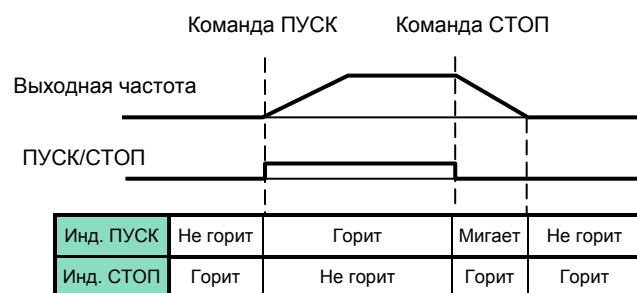 Команда ПУСК Команда СТОП
Выходная частота
ПУСК/СТОП
Инд. ПУСК Не горит Горит Мигает Не горит
Инд. СТОП Горит Не горит Горит Горит